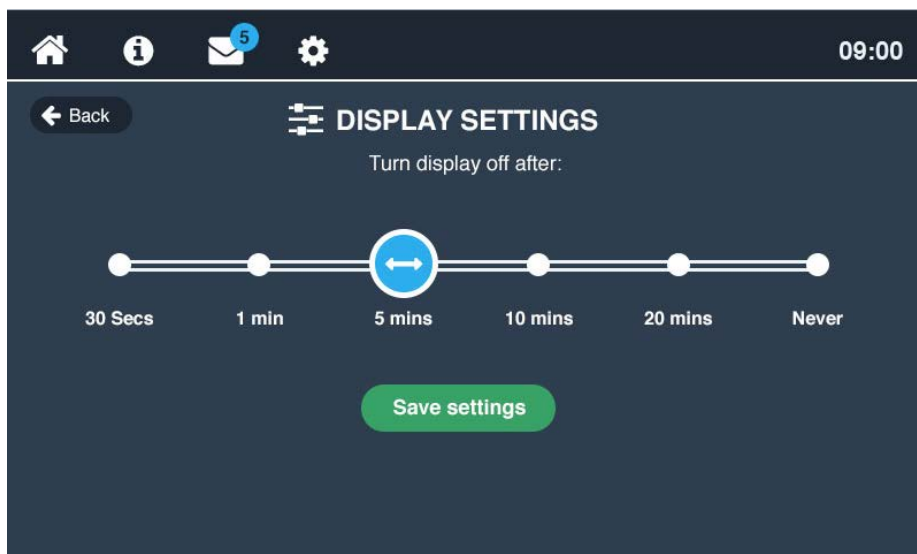 5
09:00
Back
DISPLAY SETTINGS
Turn display off after:
30 Secs 1 min 5 mins 10 mins 20 mins Never
Save settings